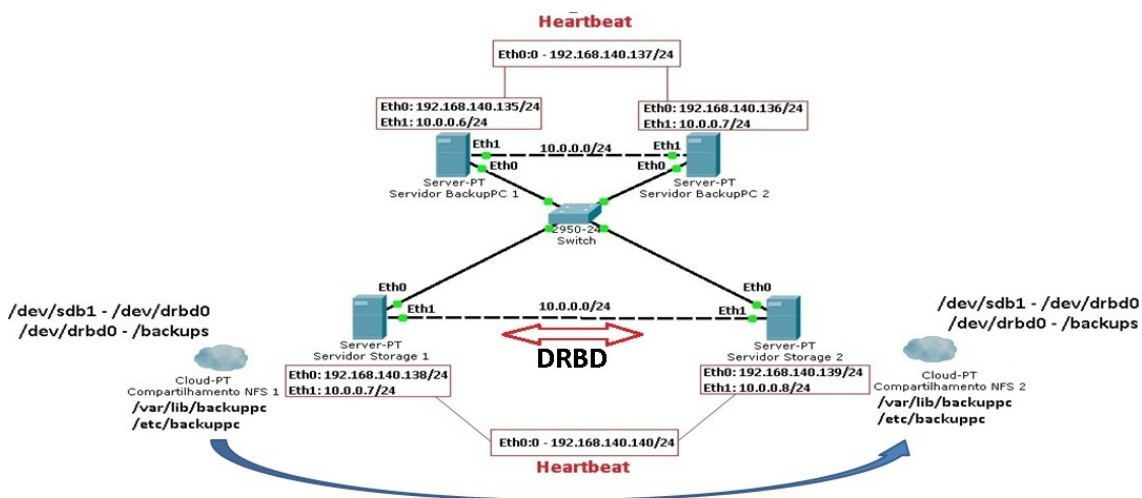 Heartbeat
Eth0:0 - 192.168.140.137/24
Eth0: 192.168.140.135/24
Eth1: 10.0.0.6/24
Eth0: 192.168.140.136/24
Eth1: 10.0.0.7/24
Eth1
10.0.0.0/24
Eth1
Eth0
Eth0
Server-PT
Servidor BackupPC 1
Server-PT
Servidor BackupPC 2
2950-24
Switch
Eth0
Eth1
10.0.0.0/24
Eth0
Eth1
/dev/sdb1 - /dev/drbd0
/dev/drbd0 - /backups
/dev/sdb1 - /dev/drbd0
/dev/drbd0 - /backups
Server-PT
Servidor Storage 1
DRBD
Server-PT
Servidor Storage 2
Cloud-PT
Compartilhamento NFS 1
/var/lib/backuppc
/etc/backuppc
Eth0: 192.168.140.138/24
Eth1: 10.0.0.7/24
Eth0: 192.168.140.139/24
Eth1: 10.0.0.8/24
Cloud-PT
Compartilhamento NFS 2
/var/lib/backuppc
/etc/backuppc
Eth0:0 - 192.168.140.140/24
Heartbeat